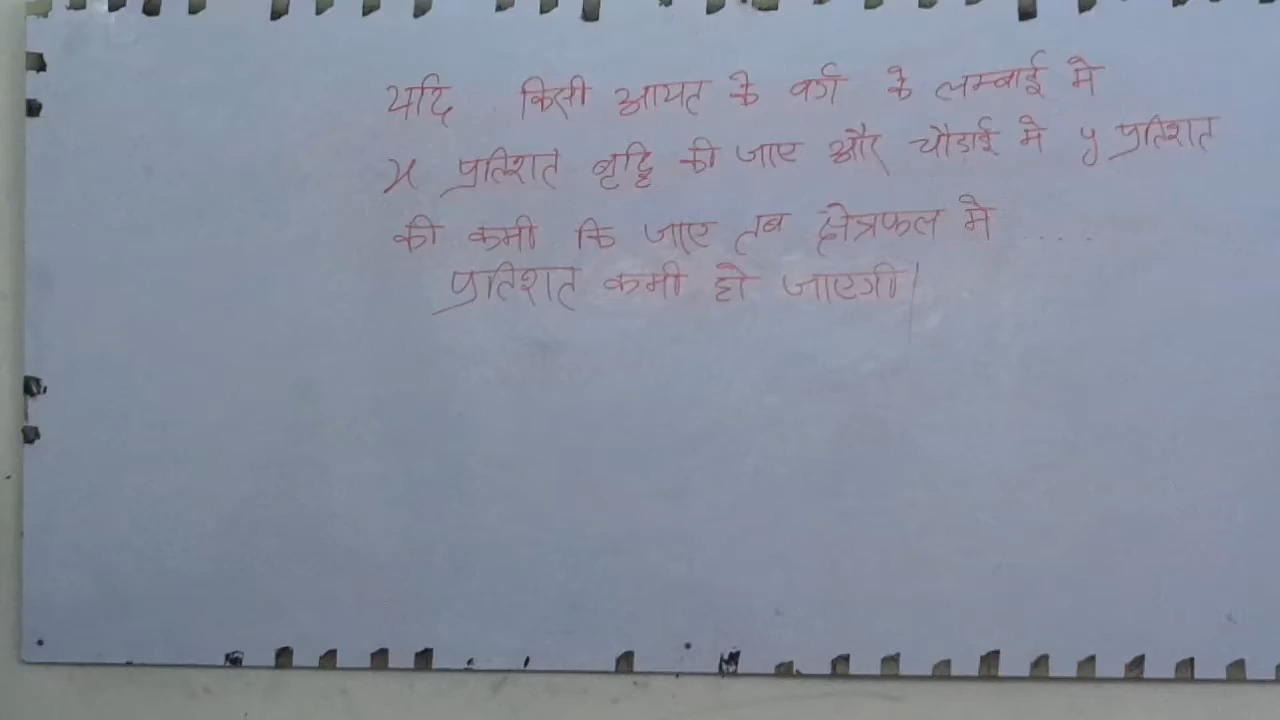 यदि किसी आयत के वर्ग के लम्बाई मे
x प्रतिशत बृद्धि की जाए और चौड़ाई मे y प्रतिशत
की कमी कि जाए तब क्षेत्रफल मे ....
प्रतिशत कमी हो जाएगी|